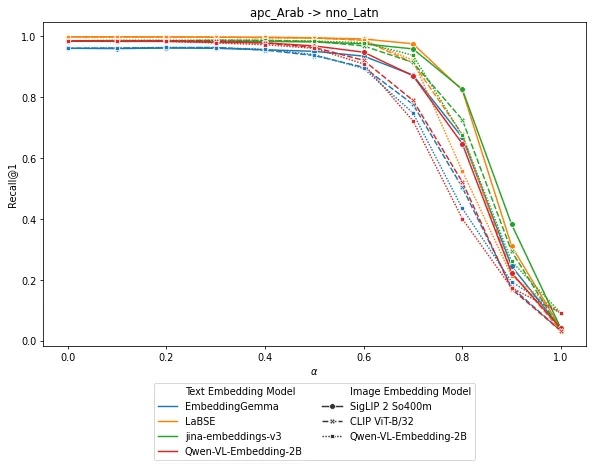 apc_Arab -> nno_Latn
Recall@1
1.0
0.8
0.6
0.4
0.2
0.0
0.0 0.2 0.4 0.6 0.8 1.0
α
Text Embedding Model
EmbeddingGemma
LaBSE
jina-embeddings-v3
Qwen-VL-Embedding-2B
Image Embedding Model
SigLIP 2 So400m
CLIP ViT-B/32
Qwen-VL-Embedding-2B